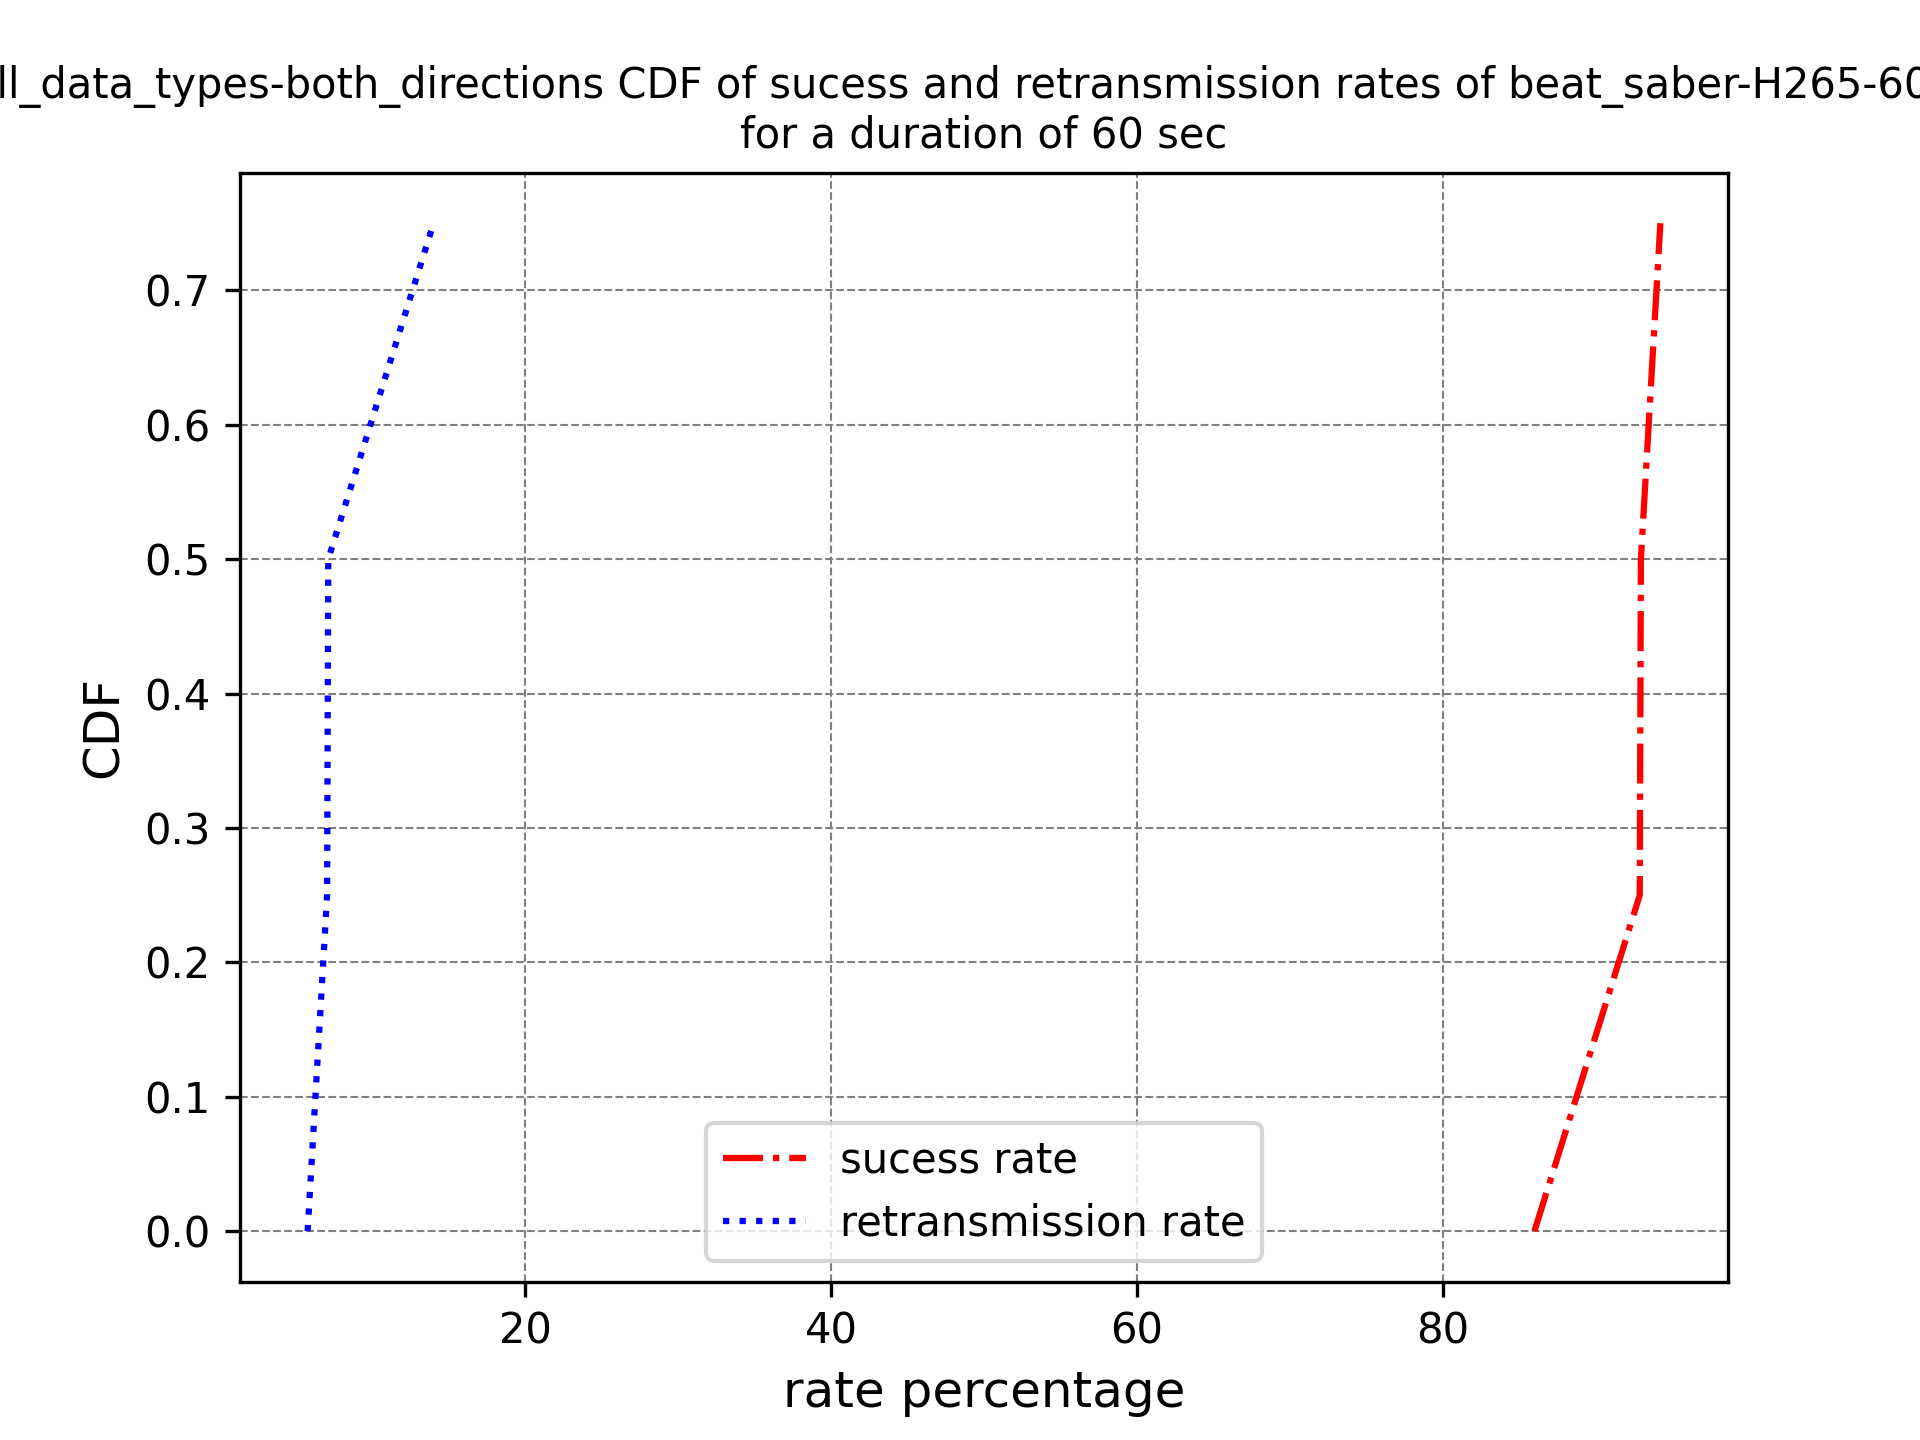 ll_data_types-both_directions CDF of sucess and retransmission rates of beat_saber-H265-60
for a duration of 60 sec
0.7
0.6
0.5
0.4
0.3
0.2
0.1
0.0
CDF
sucess rate
retransmission rate
20 40 60 80
rate percentage